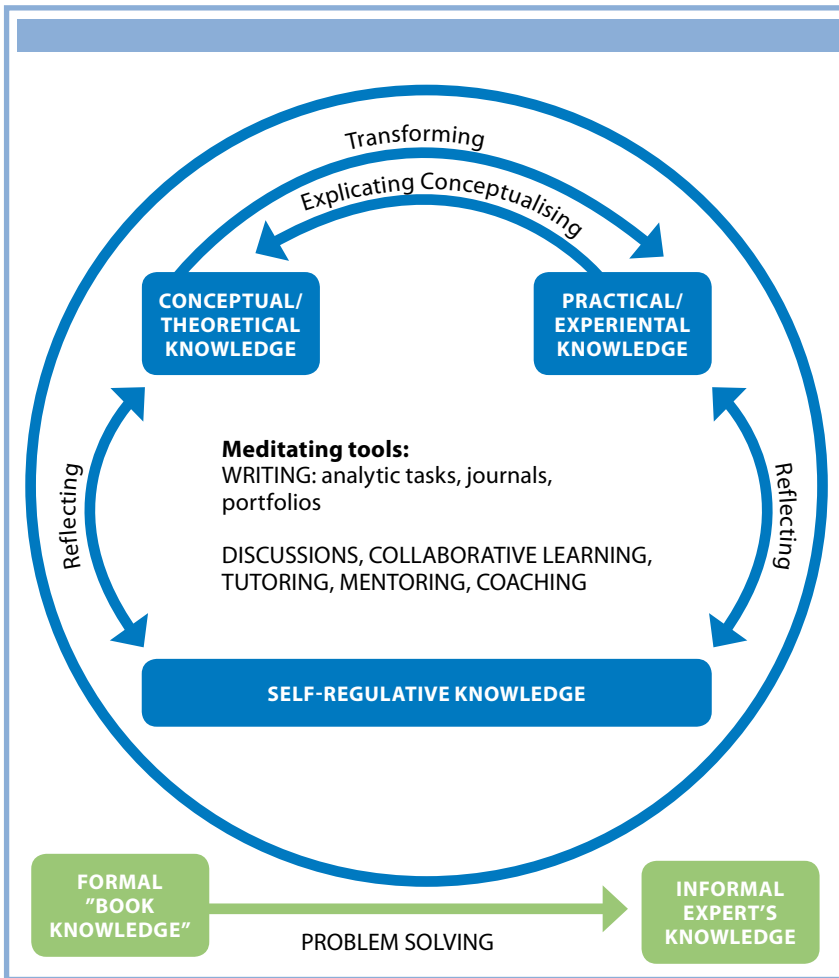 Transforming
Explicating Conceptualising
CONCEPTUAL/
THEORETICAL
KNOWLEDGE
PRACTICAL/
EXPERIENTAL
KNOWLEDGE
Reflecting
Meditating tools:
WRITING: analytic tasks, journals,
portfolios
DISCUSSIONS, COLLABORATIVE LEARNING,
TUTORING, MENTORING, COACHING
Reflecting
SELF-REGULATIVE KNOWLEDGE
FORMAL
”BOOK
KNOWLEDGE”
PROBLEM SOLVING
INFORMAL
EXPERT’S
KNOWLEDGE